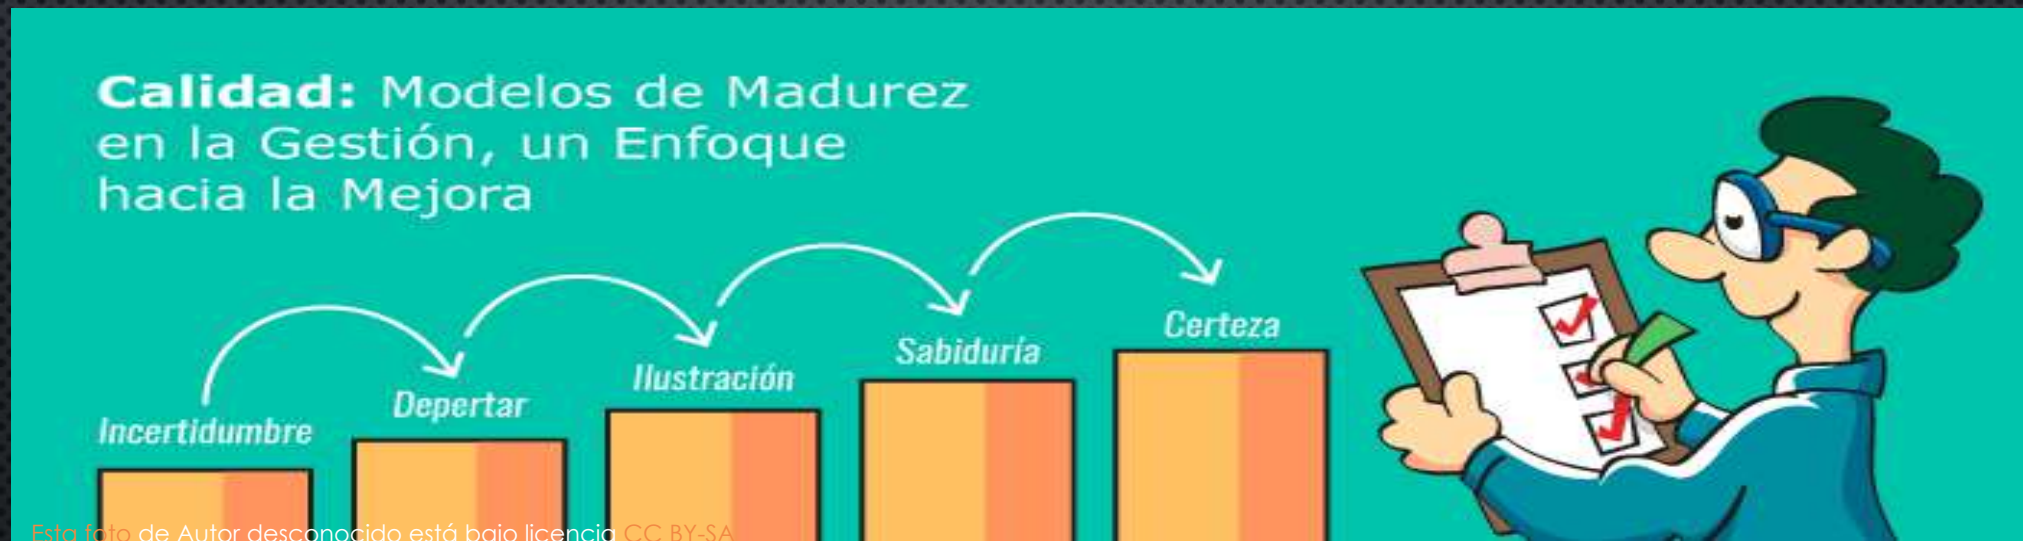 Calidad: Modelos de Madurez
en la Gestión, un Enfoque
hacia la Mejora
Certeza
Sabiduría
Ilustración
Depertar
Incertidumbre
Esta foto de Autor desconocido está bajo licencia CC BY-SA